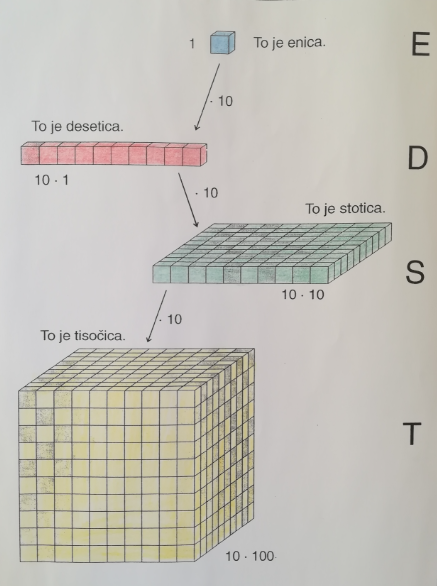 1 To je enica. E
· 10
To je desetica.
D
10 · 1
· 10
To je stotica.
S
10 · 10
· 10
To je tisočica.
T
10 · 100